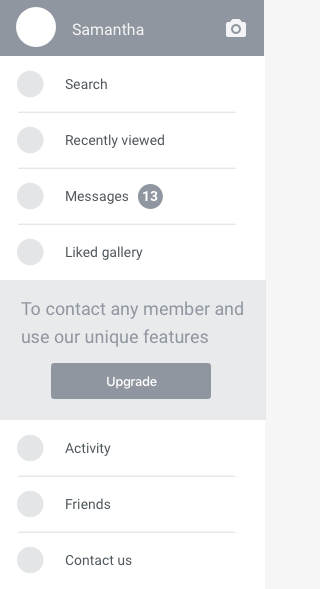 Samantha
Search
Recently viewed
Messages 13
Liked gallery
To contact any member and
use our unique features
Upgrade
Activity
Friends
Contact us